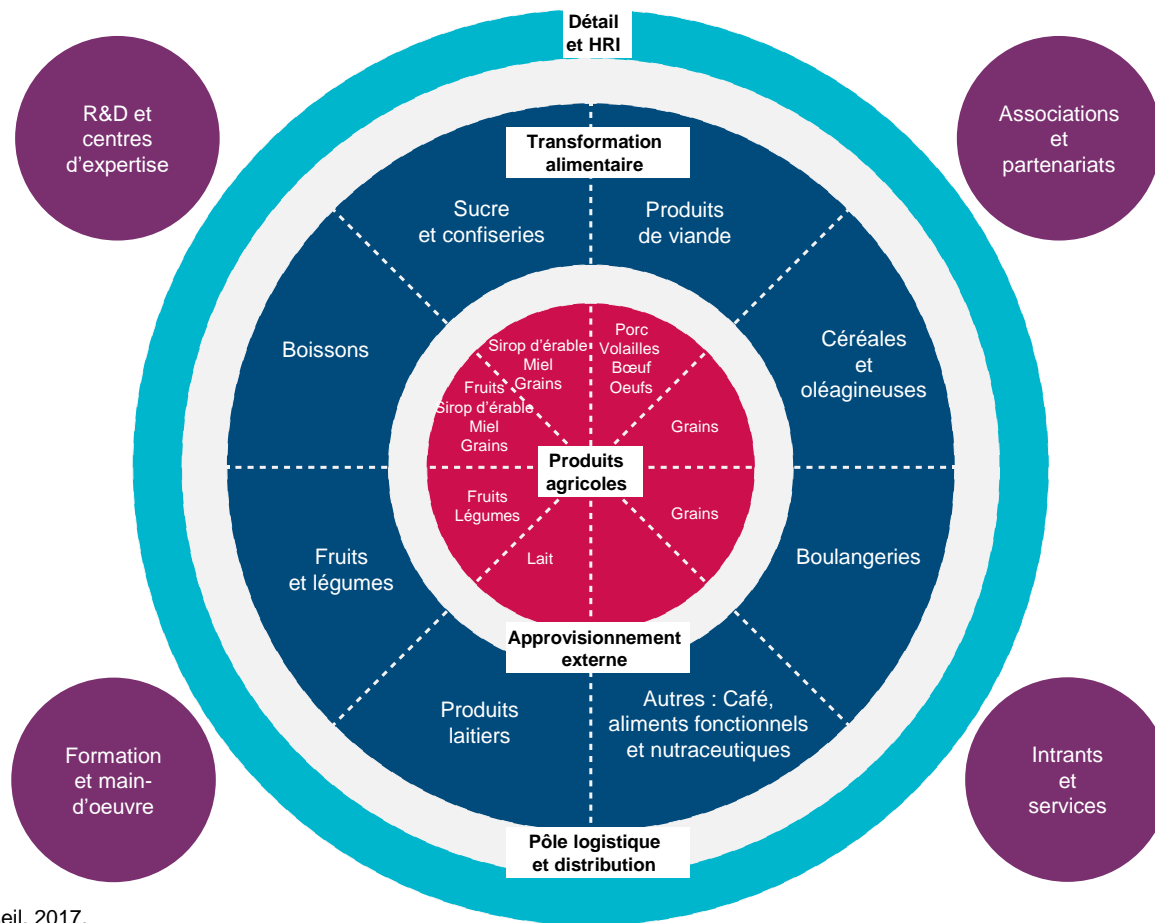 Détail
et HRI
R&D et
centres
d'expertise
Associations
et
partenariats
Transformation
alimentaire
Sucre
et confiseries
Produits
de viande
Boissons
Céréales
et
oléagineuses
Sirop d'érable
Miel
Grains
Porc
Volailles
Bœuf
Oeufs
Fruits
Sirop d'érable
Miel
Grains
Grains
Produits
agricoles
Fruits
Légumes
Grains
Lait
Fruits
et légumes
Boulangeries
Approvisionnement
externe
Produits
laitiers
Autres : Café,
aliments fonctionnels
et nutraceutiques
Formation
et main-
d'oeuvre
Intrants
et
services
Pôle logistique
et distribution
2017.